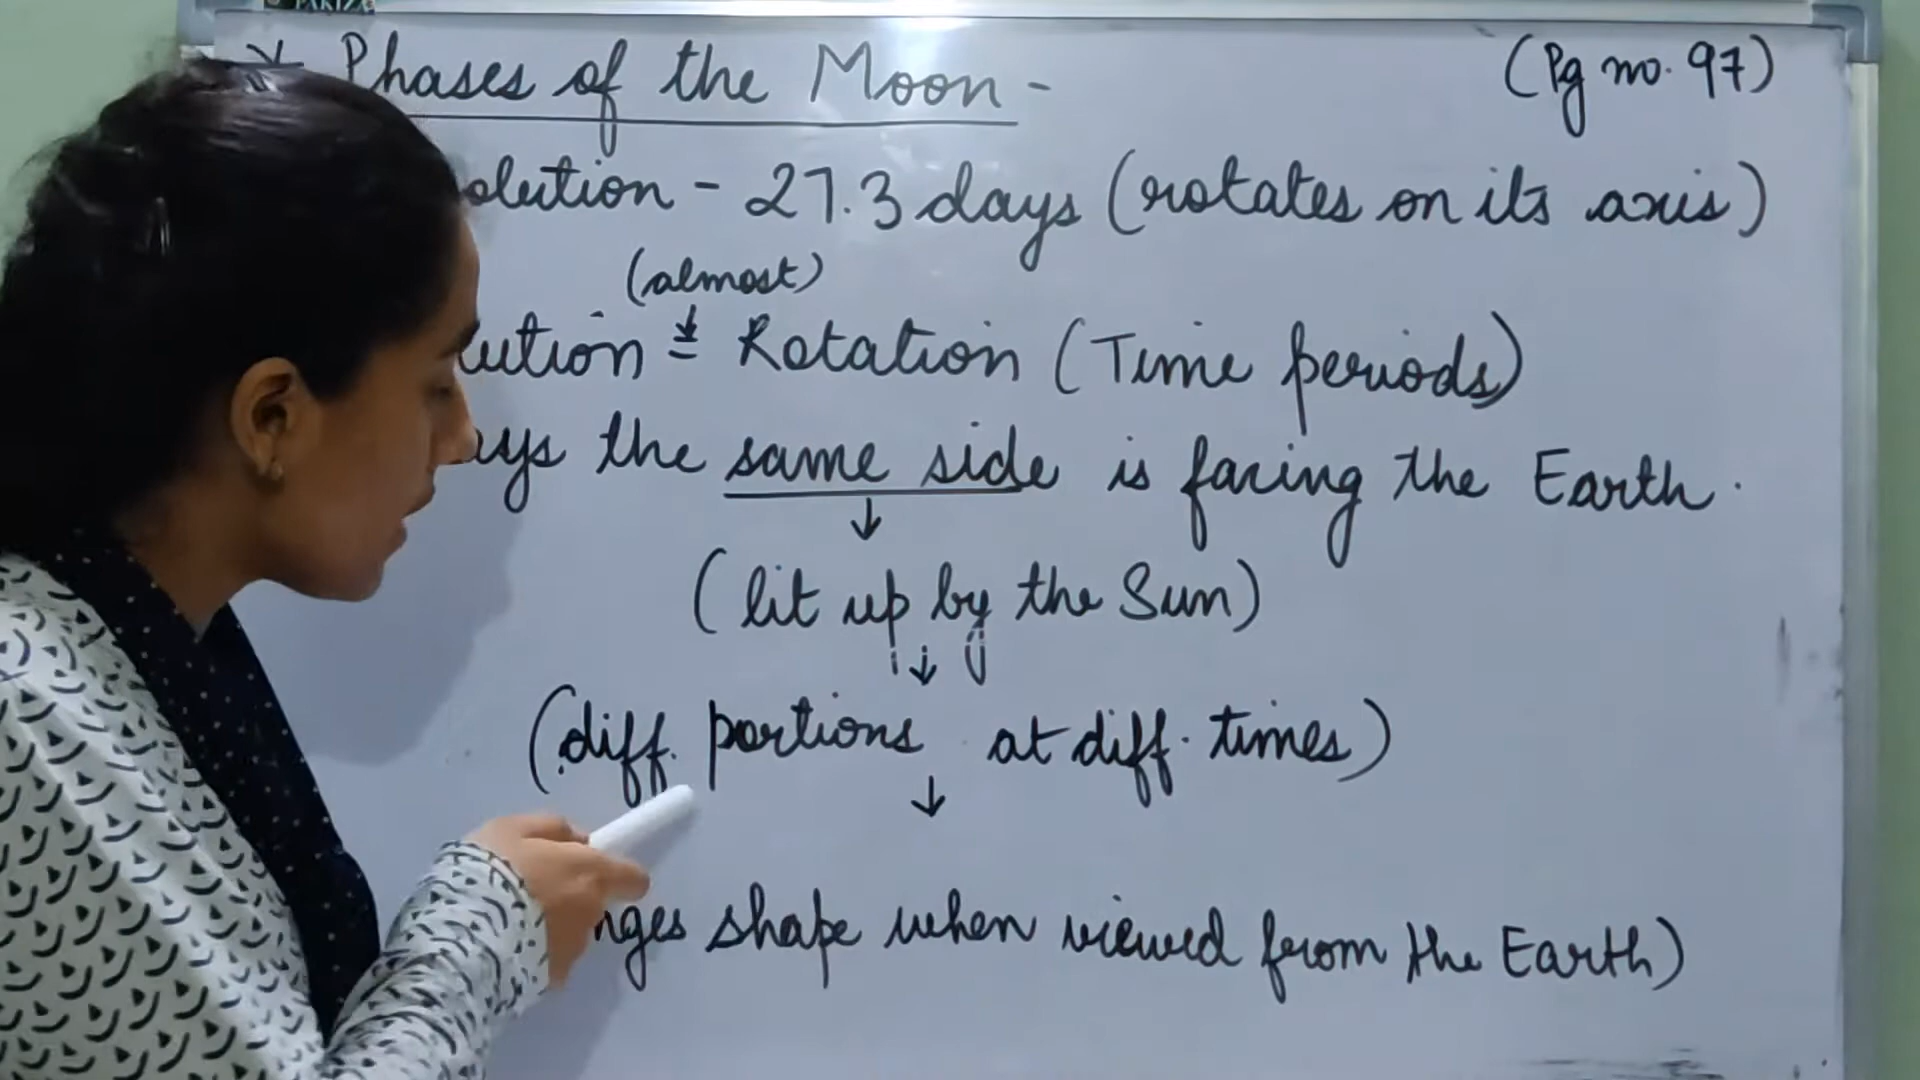 PAKIZA
* Phases of the Moon - (Pg no. 97)
olution - 27.3 days (rotates on its axis)
(almost)
↓
ution = Rotation (Time periods)
ays the same side is facing the Earth.
↓
(lit up by the Sun)
↓
(diff. portions at diff. times)
↓
nges shape when viewed from the Earth)